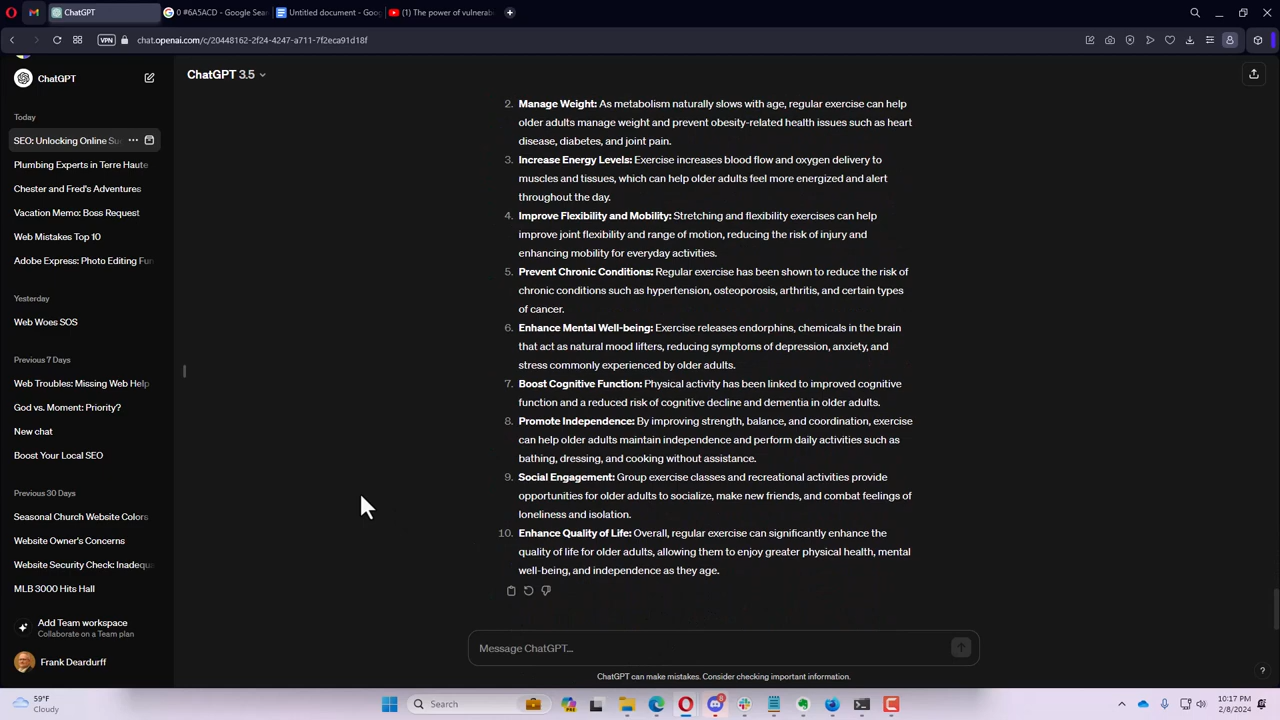 ChatGPT
0 #6A5ACD - Google Sea
Untitled document - Goog
(1) The power of vulnerab
VPN
chat.openai.com/c/20448162-2f24-4247-a711-7f2eca91d18f
ChatGPT
ChatGPT 3.5
Today
SEO: Unlocking Online Suc
Plumbing Experts in Terre Haute
Chester and Fred's Adventures
Vacation Memo: Boss Request
Web Mistakes Top 10
Adobe Express: Photo Editing Fun
Yesterday
Web Woes SOS
Previous 7 Days
Web Troubles: Missing Web Help
God vs. Moment: Priority?
New chat
Boost Your Local SEO
Previous 30 Days
Seasonal Church Website Colors
Website Owner's Concerns
Website Security Check: Inadequa
MLB 3000 Hits Hall
Add Team workspace
Collaborate on a Team plan
Frank Deardurff
2. Manage Weight: As metabolism naturally slows with age, regular exercise can help
older adults manage weight and prevent obesity-related health issues such as heart
disease, diabetes, and joint pain.
3. Increase Energy Levels: Exercise increases blood flow and oxygen delivery to
muscles and tissues, which can help older adults feel more energized and alert
throughout the day.
4. Improve Flexibility and Mobility: Stretching and flexibility exercises can help
improve joint flexibility and range of motion, reducing the risk of injury and
enhancing mobility for everyday activities.
5. Prevent Chronic Conditions: Regular exercise has been shown to reduce the risk of
chronic conditions such as hypertension, osteoporosis, arthritis, and certain types
of cancer.
6. Enhance Mental Well-being: Exercise releases endorphins, chemicals in the brain
that act as natural mood lifters, reducing symptoms of depression, anxiety, and
stress commonly experienced by older adults.
7. Boost Cognitive Function: Physical activity has been linked to improved cognitive
function and a reduced risk of cognitive decline and dementia in older adults.
8. Promote Independence: By improving strength, balance, and coordination, exercise
can help older adults maintain independence and perform daily activities such as
bathing, dressing, and cooking without assistance.
9. Social Engagement: Group exercise classes and recreational activities provide
opportunities for older adults to socialize, make new friends, and combat feelings of
loneliness and isolation.
10. Enhance Quality of Life: Overall, regular exercise can significantly enhance the
quality of life for older adults, allowing them to enjoy greater physical health, mental
well-being, and independence as they age.
Message ChatGPT...
ChatGPT can make mistakes. Consider checking important information.
?
59°F
Cloudy
Search
10:17 PM
2/8/2024